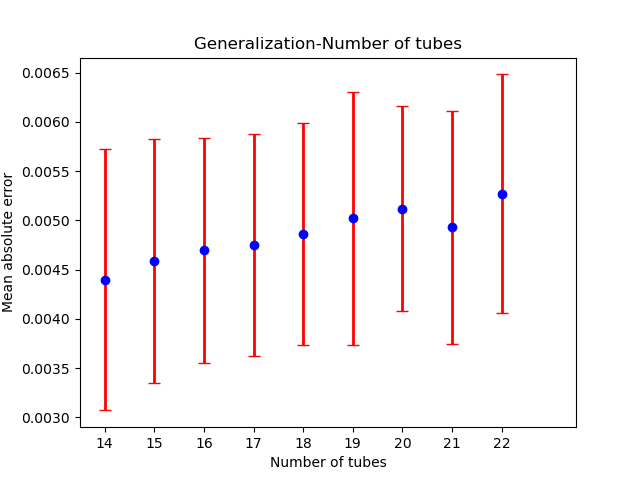 Generalization-Number of tubes
Mean absolute error
0.0065
0.0060
0.0055
0.0050
0.0045
0.0040
0.0035
0.0030
14 15 16 17 18 19 20 21 22
Number of tubes